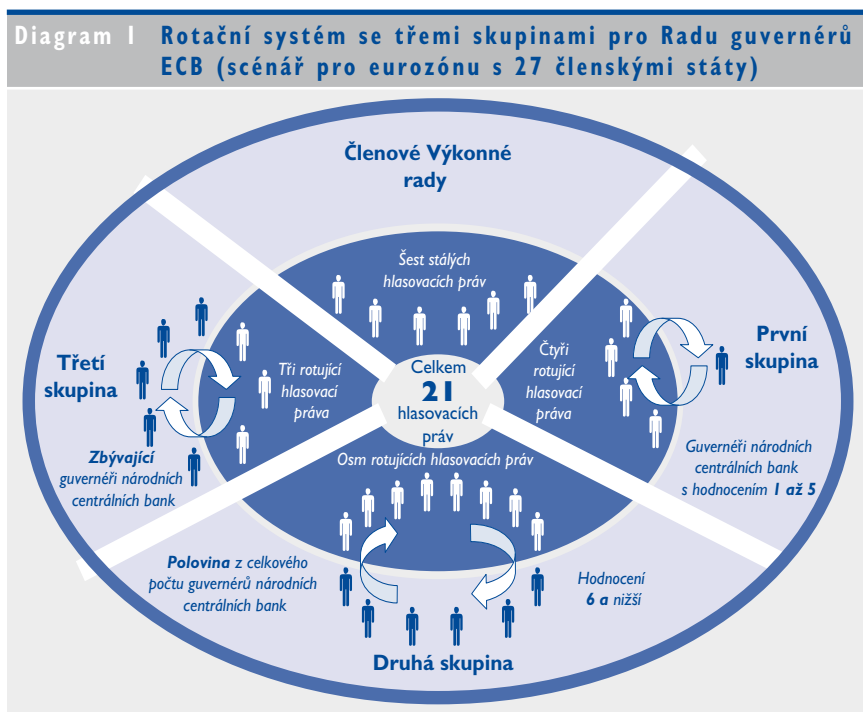 Diagram 1 Rotační systém se třemi skupinami pro Radu guvernérů
ECB (scénář pro eurozónu s 27 členskými státy)
Členové Výkonné
rady
Šest stálých
hlasovacích práv
Třetí
skupina
Tři rotující
hlasovací
práva
Celkem
21
hlasovacích
práv
Čtyři
rotující
hlasovací
práva
První
skupina
Zbývající
guvernéři národních
centrálních bank
Guvernéři národních
centrálních bank
s hodnocením 1 až 5
Osm rotujících hlasovacích práv
Polovina z celkového
počtu guvernérů národních
centrálních bank
Hodnocení
6 a nižší
Druhá skupina